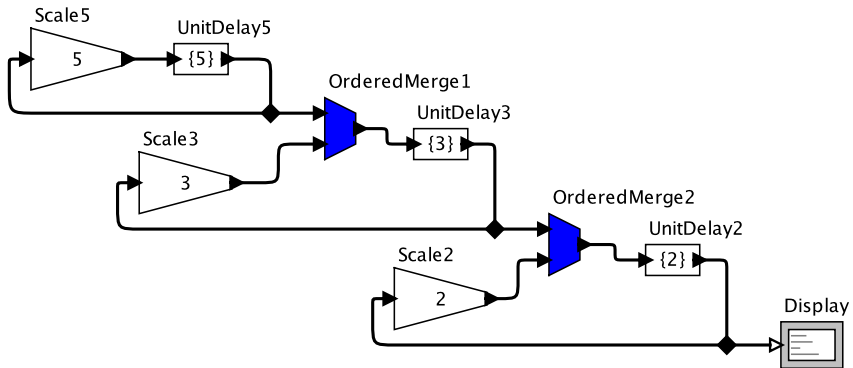 Scale5
UnitDelay5
5
{5}
OrderedMerge1
UnitDelay3
Scale3
{3}
3
OrderedMerge2
UnitDelay2
Scale2
{2}
2
Display